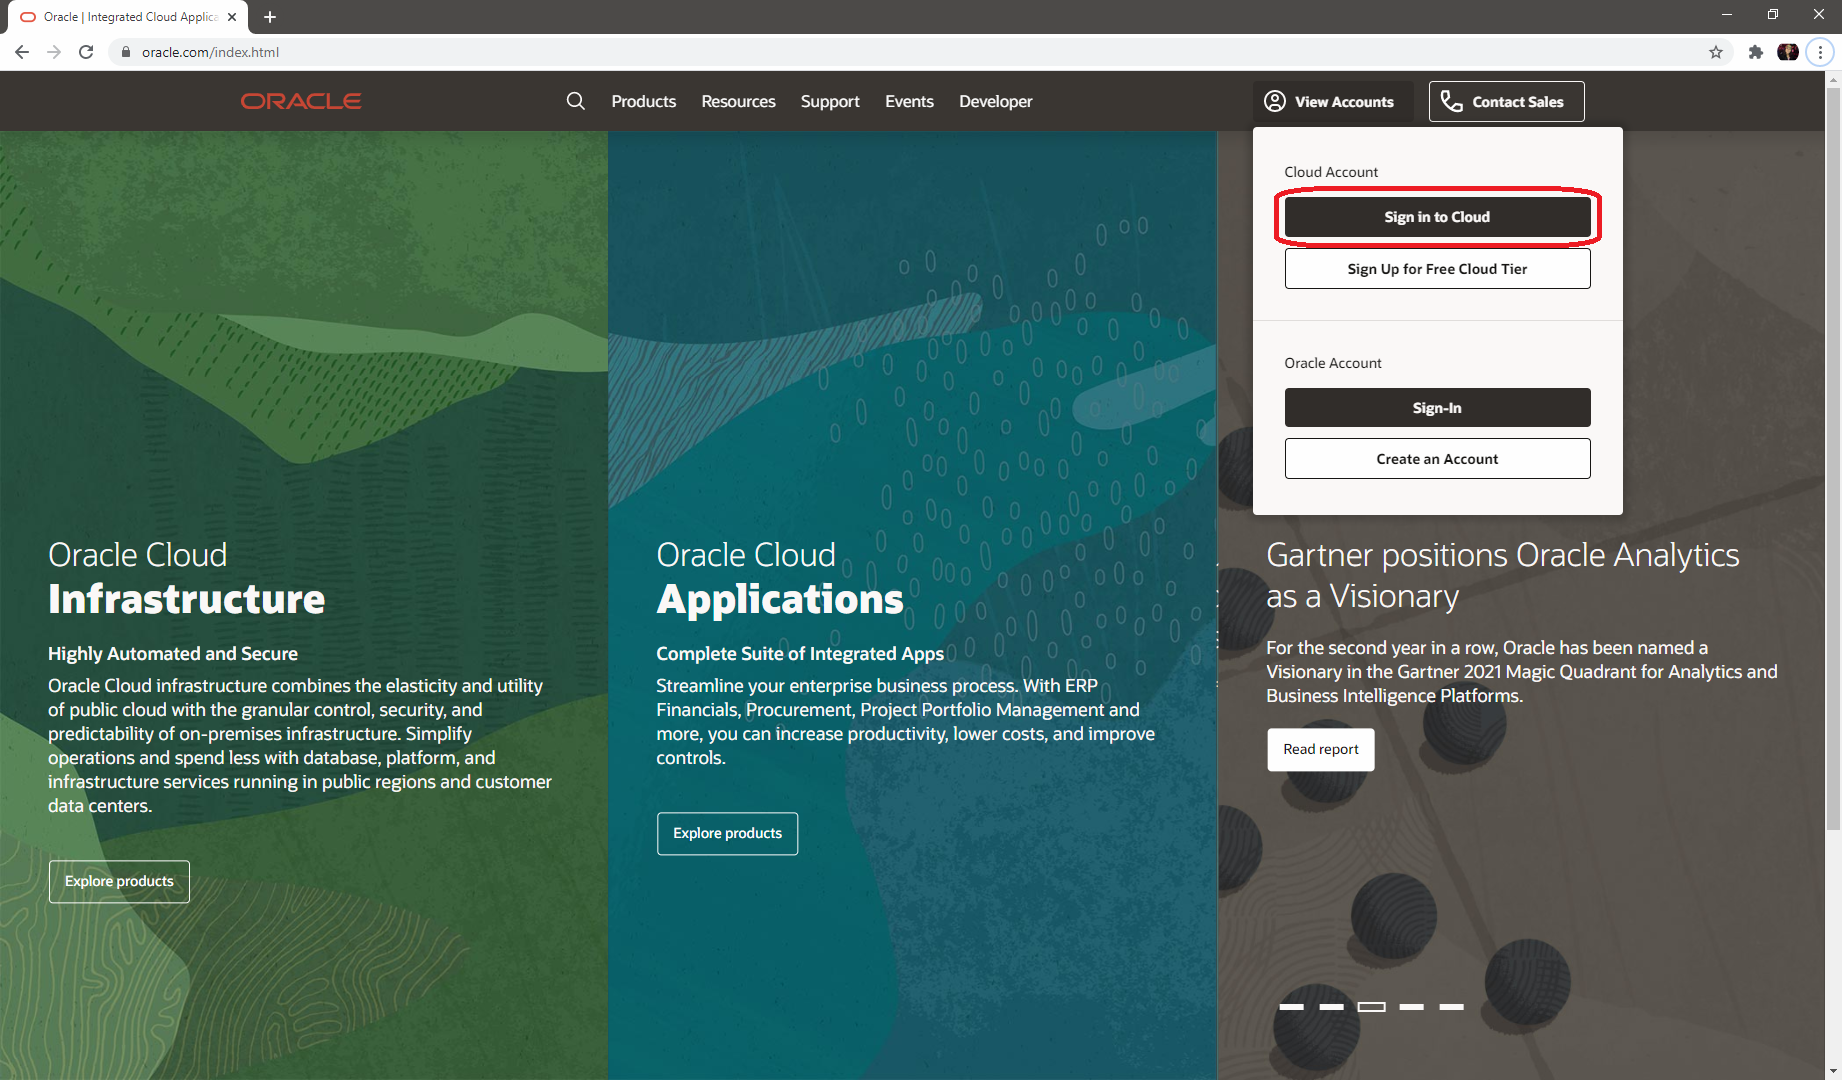 Oracle | Integrated Cloud Applica
oracle.com/index.html
ORACLE
Products
Resources
Support
Events
Developer
View Accounts
Contact Sales
Cloud Account
Sign in to Cloud
Sign Up for Free Cloud Tier
Oracle Account
Sign-In
Create an Account
Oracle Cloud
Infrastructure
Highly Automated and Secure
Oracle Cloud infrastructure combines the elasticity and utility
of public cloud with the granular control, security, and
predictability of on-premises infrastructure. Simplify
operations and spend less with database, platform, and
infrastructure services running in public regions and customer
data centers.
Explore products
Oracle Cloud
Applications
Complete Suite of Integrated Apps
Streamline your enterprise business process. With ERP
Financials, Procurement, Project Portfolio Management and
more, you can increase productivity, lower costs, and improve
controls.
Explore products
Gartner positions Oracle Analytics
as a Visionary
For the second year in a row, Oracle has been named a
Visionary in the Gartner 2021 Magic Quadrant for Analytics and
Business Intelligence Platforms.
Read report